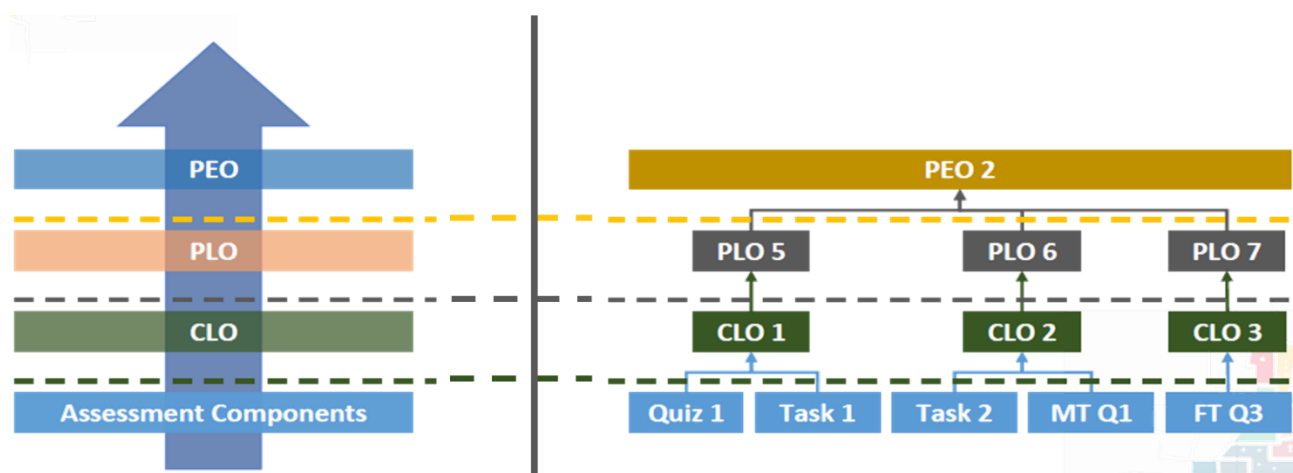 PEO
PLO
CLO
Assessment Components
PEO 2
PLO 5
PLO 6
PLO 7
CLO 1
CLO 2
CLO 3
Quiz 1
Task 1
Task 2
MT Q1
FT Q3